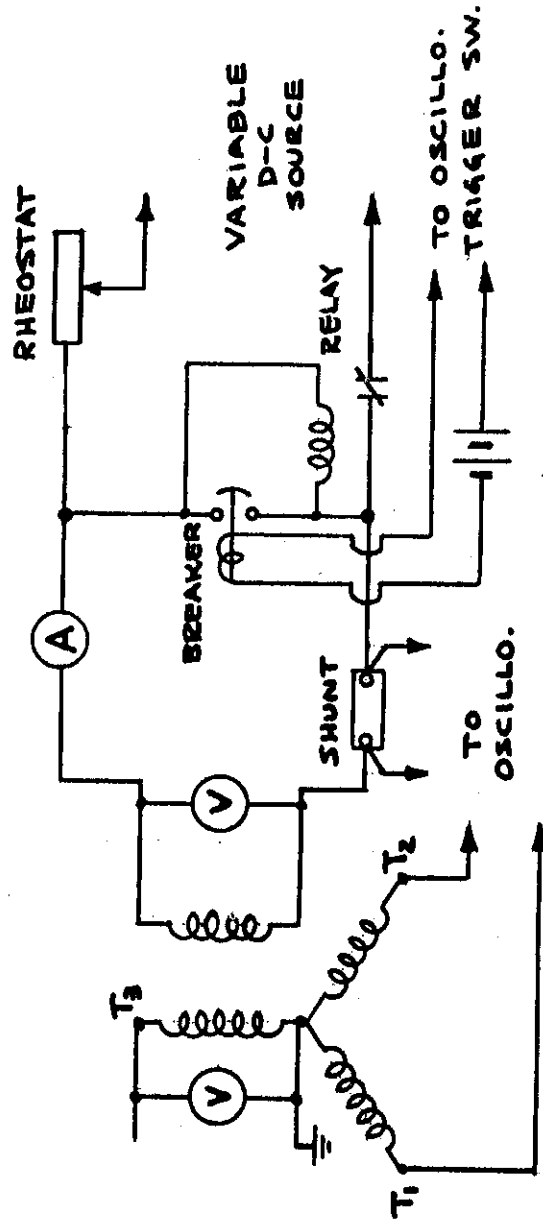 RHEOSTAT
VARIABLE
D-C
SOURCE
A
BREAKER
RELAY
TO OSCILLO.
TRIGGER SW.
V
SHUNT
TO
OSCILLO.
T3
V
T2
T1